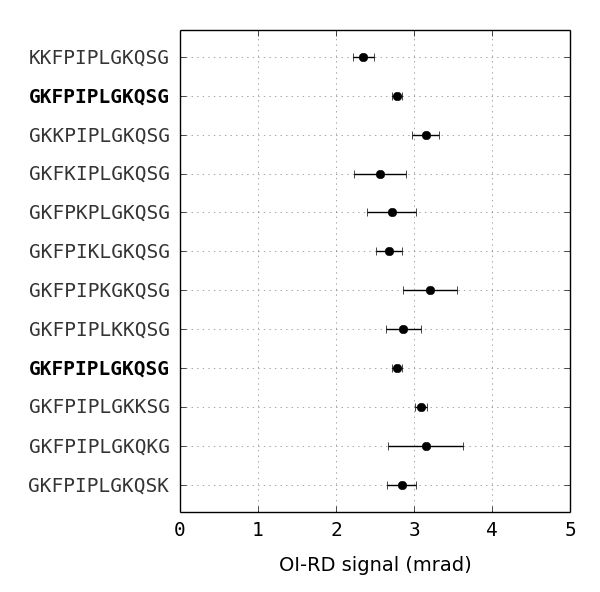 KKFPIPLGKQSG
GKFPIPLGKQSG
GKKPIPLGKQSG
GKFKIPLGKQSG
GKFPKPLGKQSG
GKFPIKLGKQSG
GKFPIPKGKQSG
GKFPIPLKKQSG
GKFPIPLGKQSG
GKFPIPLGKKSG
GKFPIPLGKQKG
GKFPIPLGKQSK
0 1 2 3 4 5
OI-RD signal (mrad)